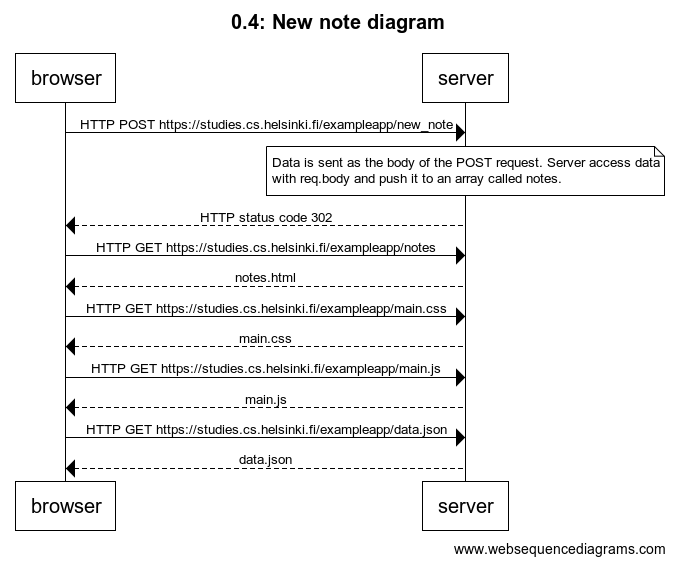 0.4: New note diagram
browser
server
HTTP POST https://studies.cs.helsinki.fi/exampleapp/new_note
Data is sent as the body of the POST request. Server access data
with req.body and push it to an array called notes.
HTTP status code 302
HTTP GET https://studies.cs.helsinki.fi/exampleapp/notes
notes.html
HTTP GET https://studies.cs.helsinki.fi/exampleapp/main.css
main.css
HTTP GET https://studies.cs.helsinki.fi/exampleapp/main.js
main.js
HTTP GET https://studies.cs.helsinki.fi/exampleapp/data.json
data.json
browser
server
www.websequencediagrams.com